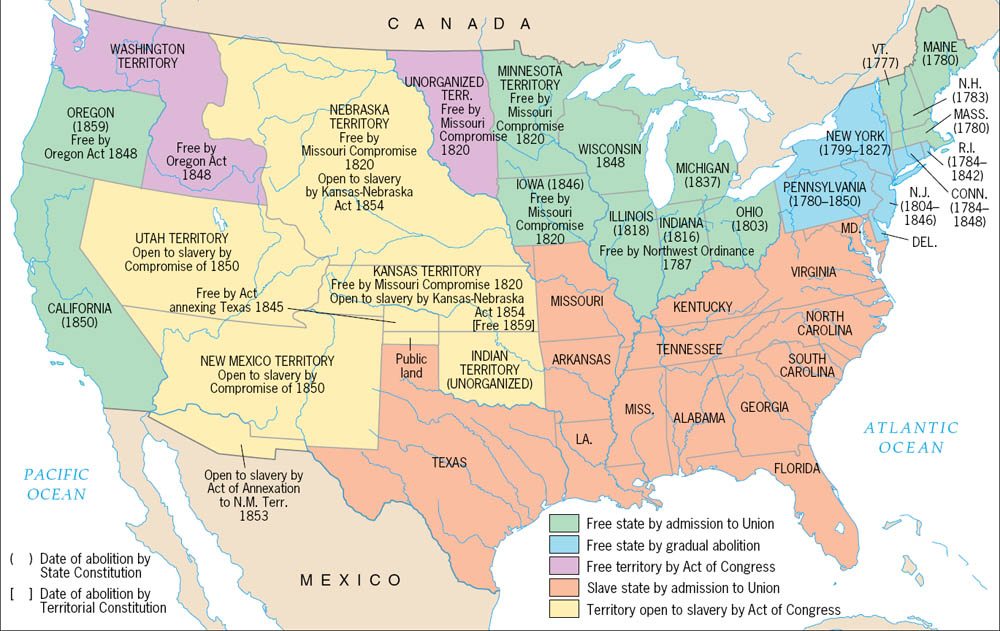 CANADA
WASHINGTON
TERRITORY
OREGON
(1859)
Free by
Oregon Act 1848
Free by
Oregon Act
1848
NEBRASKA
TERRITORY
Free by
Missouri Compromise
1820
Open to slavery
by Kansas-Nebraska
Act 1854
UNORGANIZED
TERR.
Free by
Missouri
Compromise
1820
MINNESOTA
TERRITORY
Free by
Missouri
Compromise
1820
WISCONSIN
1848
MICHIGAN
(1837)
IOWA (1846)
Free by
Missouri
Compromise
1820
ILLINOIS
(1818)
INDIANA
(1816)
OHIO
(1803)
Free by Northwest Ordinance
1787
VT.
(1777)
MAINE
(1780)
N.H.
(1783)
MASS.
(1780)
R.I.
(1784–
1842)
CONN.
(1784–
1848)
NEW YORK
(1799–1827)
PENNSYLVANIA
(1780–1850)
N.J.
(1804–
1846)
DEL.
MD.
UTAH TERRITORY
Open to slavery by
Compromise of 1850
Free by Act
annexing Texas 1845
KANSAS TERRITORY
Free by Missouri Compromise 1820
Open to slavery by Kansas-Nebraska
Act 1854
[Free 1859]
CALIFORNIA
(1850)
NEW MEXICO TERRITORY
Open to slavery by
Compromise of 1850
Public
land
INDIAN
TERRITORY
(UNORGANIZED)
MISSOURI
KENTUCKY
VIRGINIA
NORTH
CAROLINA
TENNESSEE
ARKANSAS
SOUTH
CAROLINA
MISS.
ALABAMA
GEORGIA
LA.
TEXAS
FLORIDA
PACIFIC
OCEAN
ATLANTIC
OCEAN
Open to slavery by
Act of Annexation
to N.M. Terr.
1853
MEXICO
( ) Date of abolition by
State Constitution
[ ] Date of abolition by
Territorial Constitution
Free state by admission to Union
Free state by gradual abolition
Free territory by Act of Congress
Slave state by admission to Union
Territory open to slavery by Act of Congress